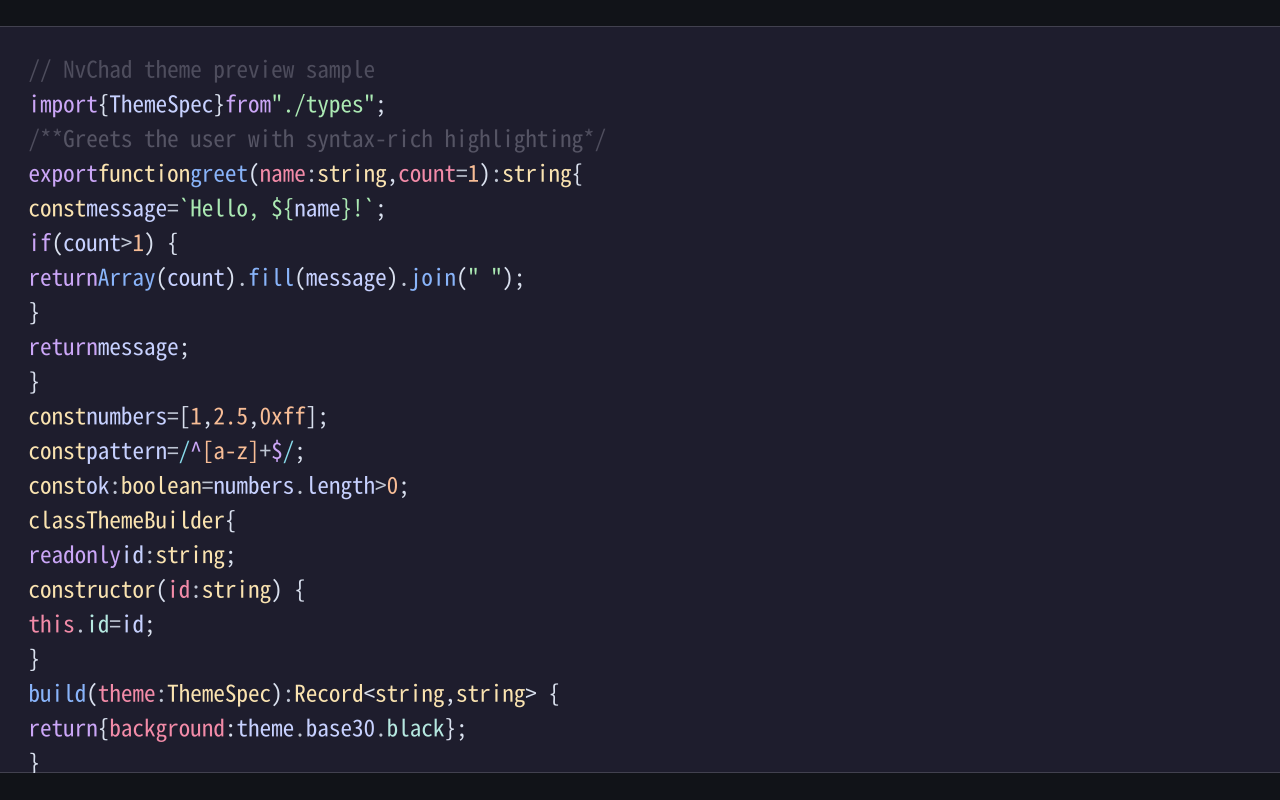 // NvChad theme preview sample
import{ThemeSpec}from"./types";
/**Greets the user with syntax-rich highlighting*/
exportfunctiongreet(name:string,count=1):string{
constmessage=`Hello, ${name}!`;
if(count>1) {
returnArray(count).fill(message).join(" ");
}
returnmessage;
}
constnumbers=[1,2.5,0xff];
constpattern=/^[a-z]+$/;
constok:boolean=numbers.length>0;
classThemeBuilder{
readonlyid:string;
constructor(id:string) {
this.id=id;
}
build(theme:ThemeSpec):Record<string,string> {
return{background:theme.base30.black};
}